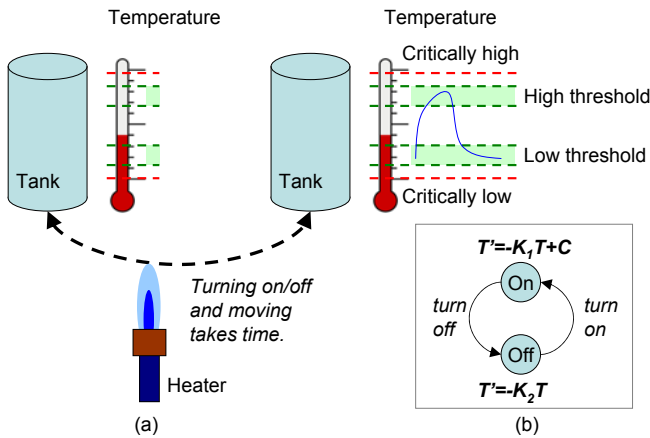 Temperature
Temperature
Critically high
High threshold
Low threshold
Tank
Tank
Critically low
Turning on/off
and moving
takes time.
Heater
(a)
T’=-K₁T+C
On
turn
off
turn
on
Off
T’=-K₂T
(b)